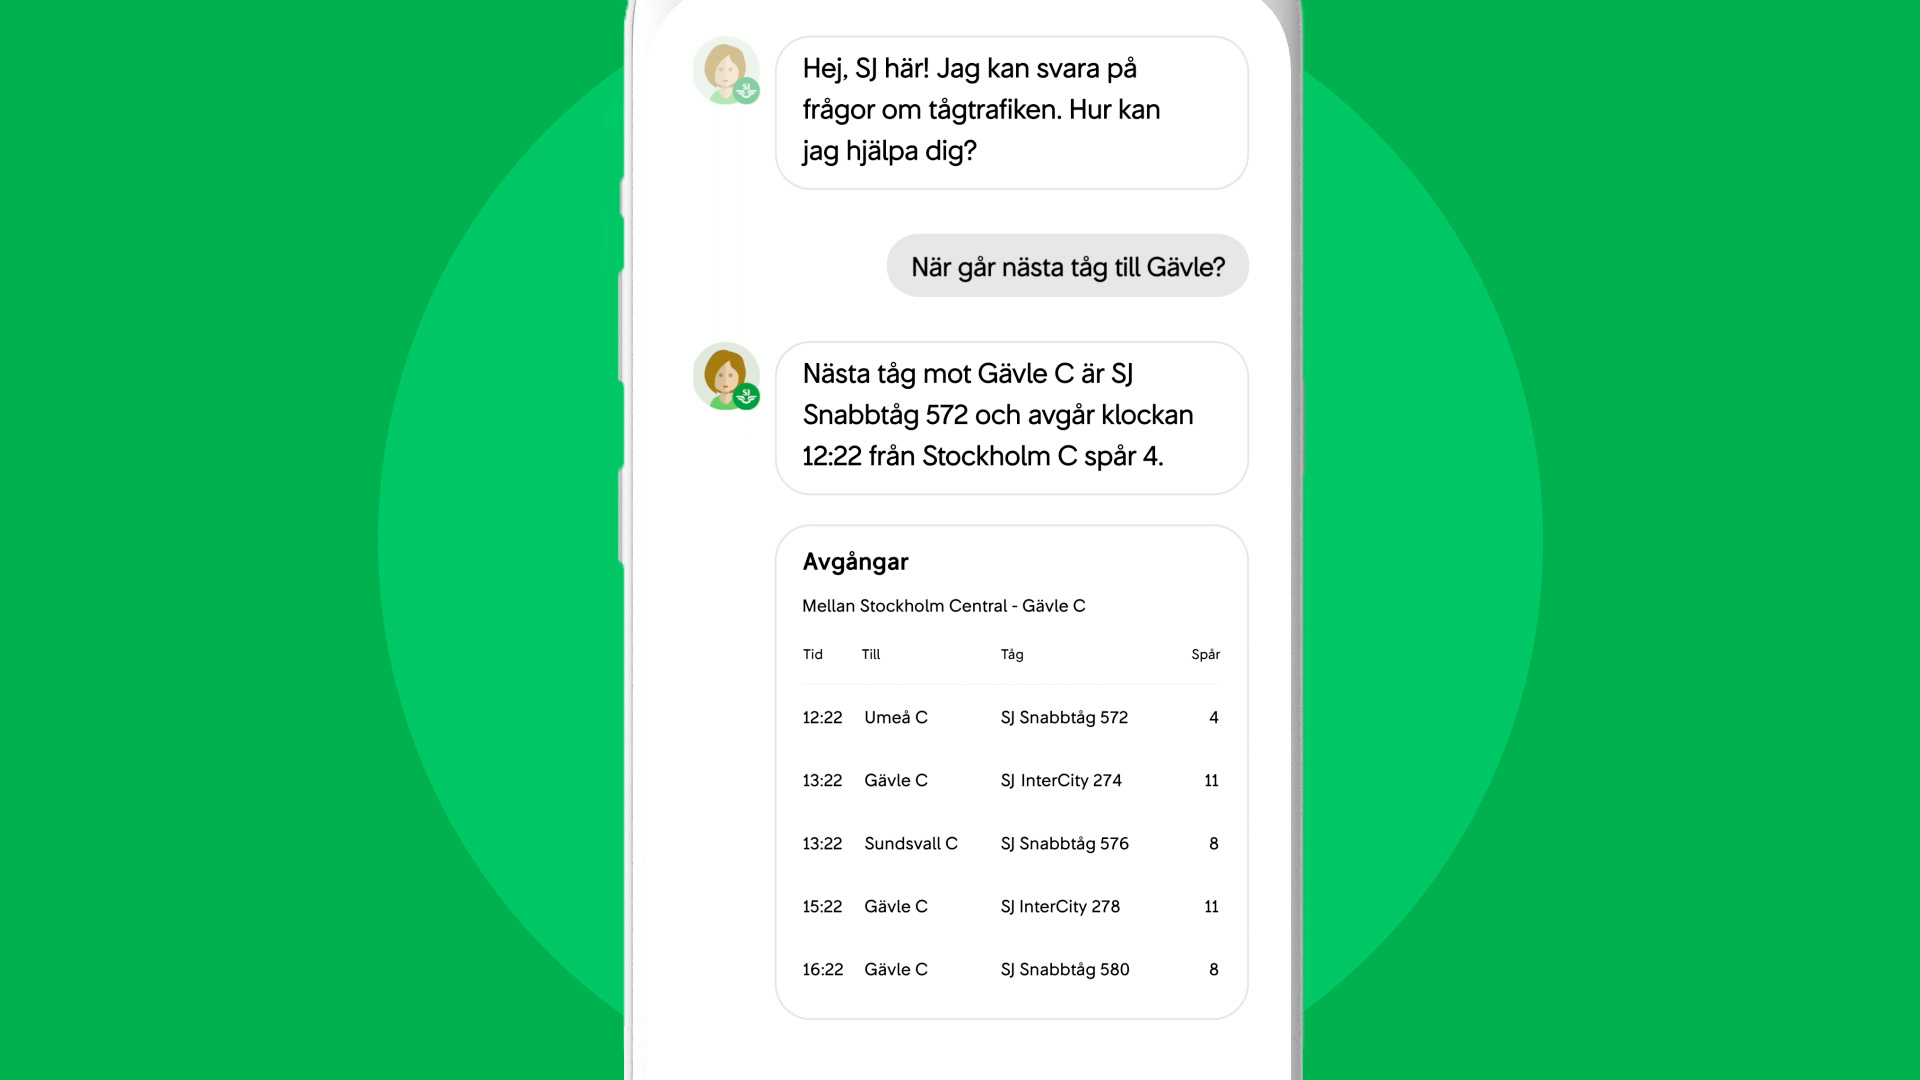 Hej, SJ här! Jag kan svara på
frågor om tågtrafiken. Hur kan
jag hjälpa dig?
SJ
När går nästa tåg till Gävle?
Nästa tåg mot Gävle C är SJ
Snabbtåg 572 och avgår klockan
12:22 från Stockholm C spår 4.
SJ
Avgångar
Mellan Stockholm Central - Gävle C
Tid Till Tåg Spår
12:22 Umeå C SJ Snabbtåg 572 4
13:22 Gävle C SJ InterCity 274 11
13:22 Sundsvall C SJ Snabbtåg 576 8
15:22 Gävle C SJ InterCity 278 11
16:22 Gävle C SJ Snabbtåg 580 8